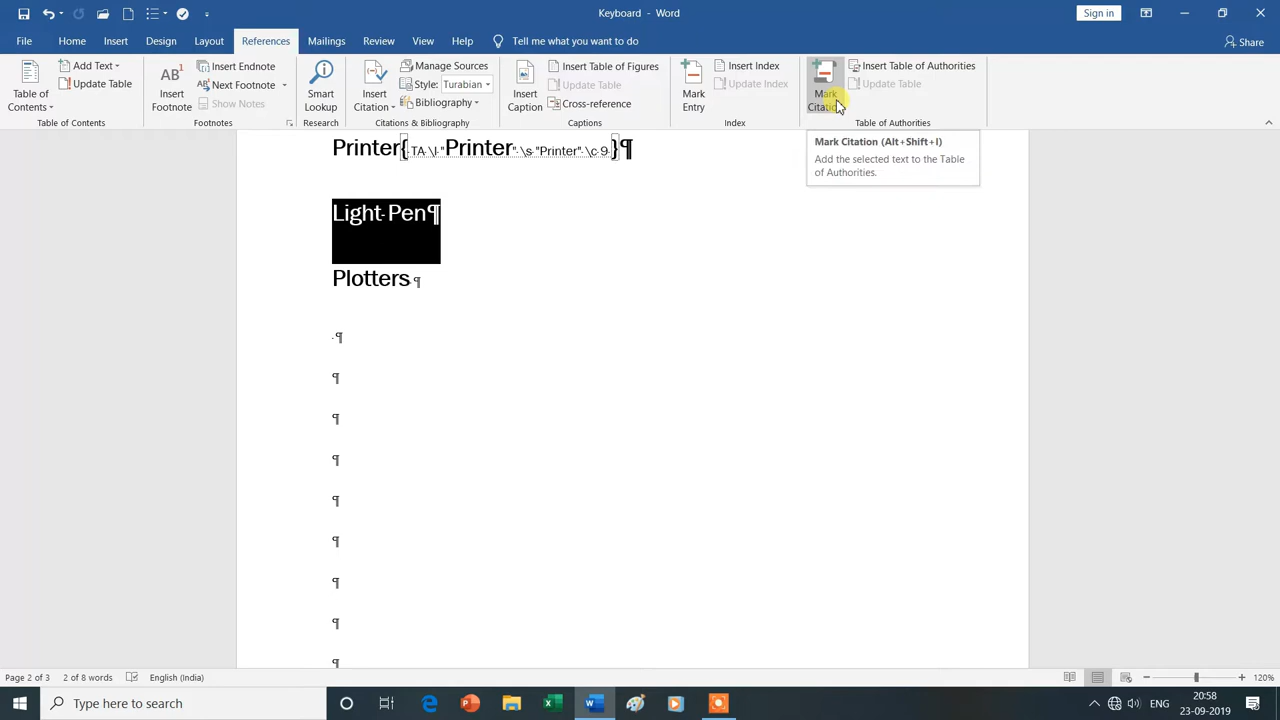 Keyboard - Word
Sign in
File Home Insert Design Layout References Mailings Review View Help Tell me what you want to do Share
Table of Contents
Add Text
Update Table
Table of Contents
AB1 Insert Footnote
Insert Endnote
Next Footnote
Show Notes
Footnotes
Smart Lookup
Research
Insert Citation
Manage Sources
Style: Turabian
Bibliography
Citations & Bibliography
Insert Caption
Insert Table of Figures
Update Table
Cross-reference
Captions
Mark Entry
Insert Index
Update Index
Index
Mark Citation
Insert Table of Authorities
Update Table
Table of Authorities
Mark Citation (Alt+Shift+I)
Add the selected text to the Table
of Authorities.
Printer{·TA·\l·"Printer"·\s·"Printer"·\c·9·}¶
Light·Pen¶
Plotters·¶
·¶
¶
¶
¶
¶
¶
¶
¶
¶
Page 2 of 3 2 of 8 words English (India) 120%
Type here to search
ENG
20:58
23-09-2019